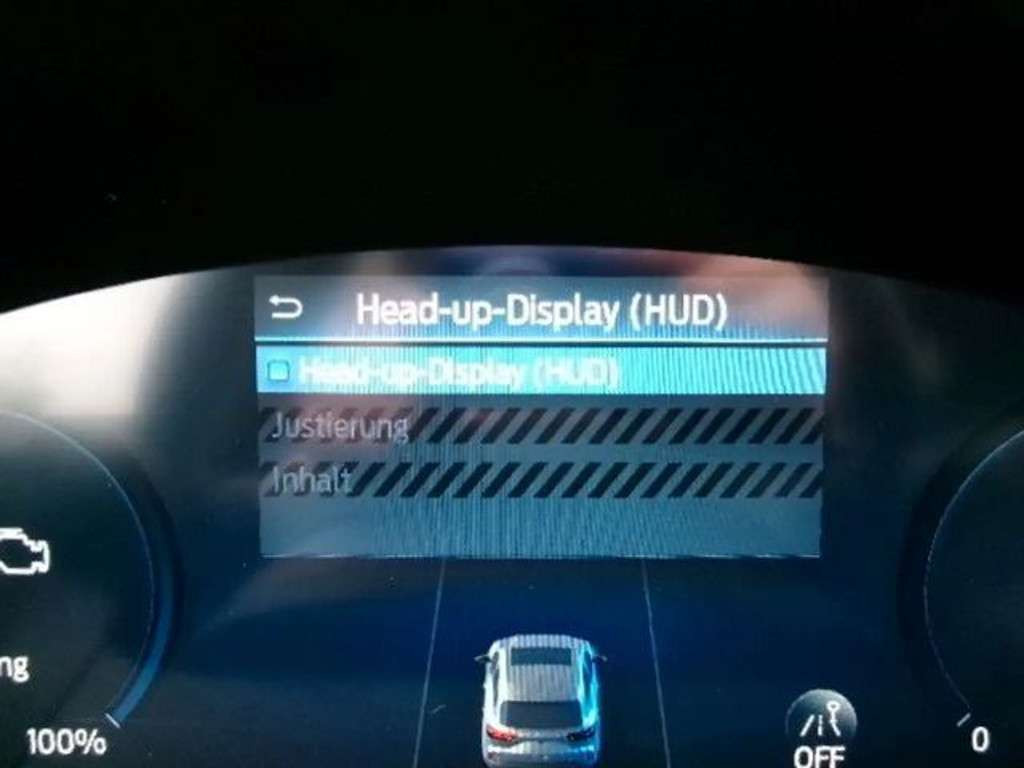 Head-up-Display (HUD)
Head-up-Display (HUD)
Justierung
Inhalt
ng
100%
OFF
0